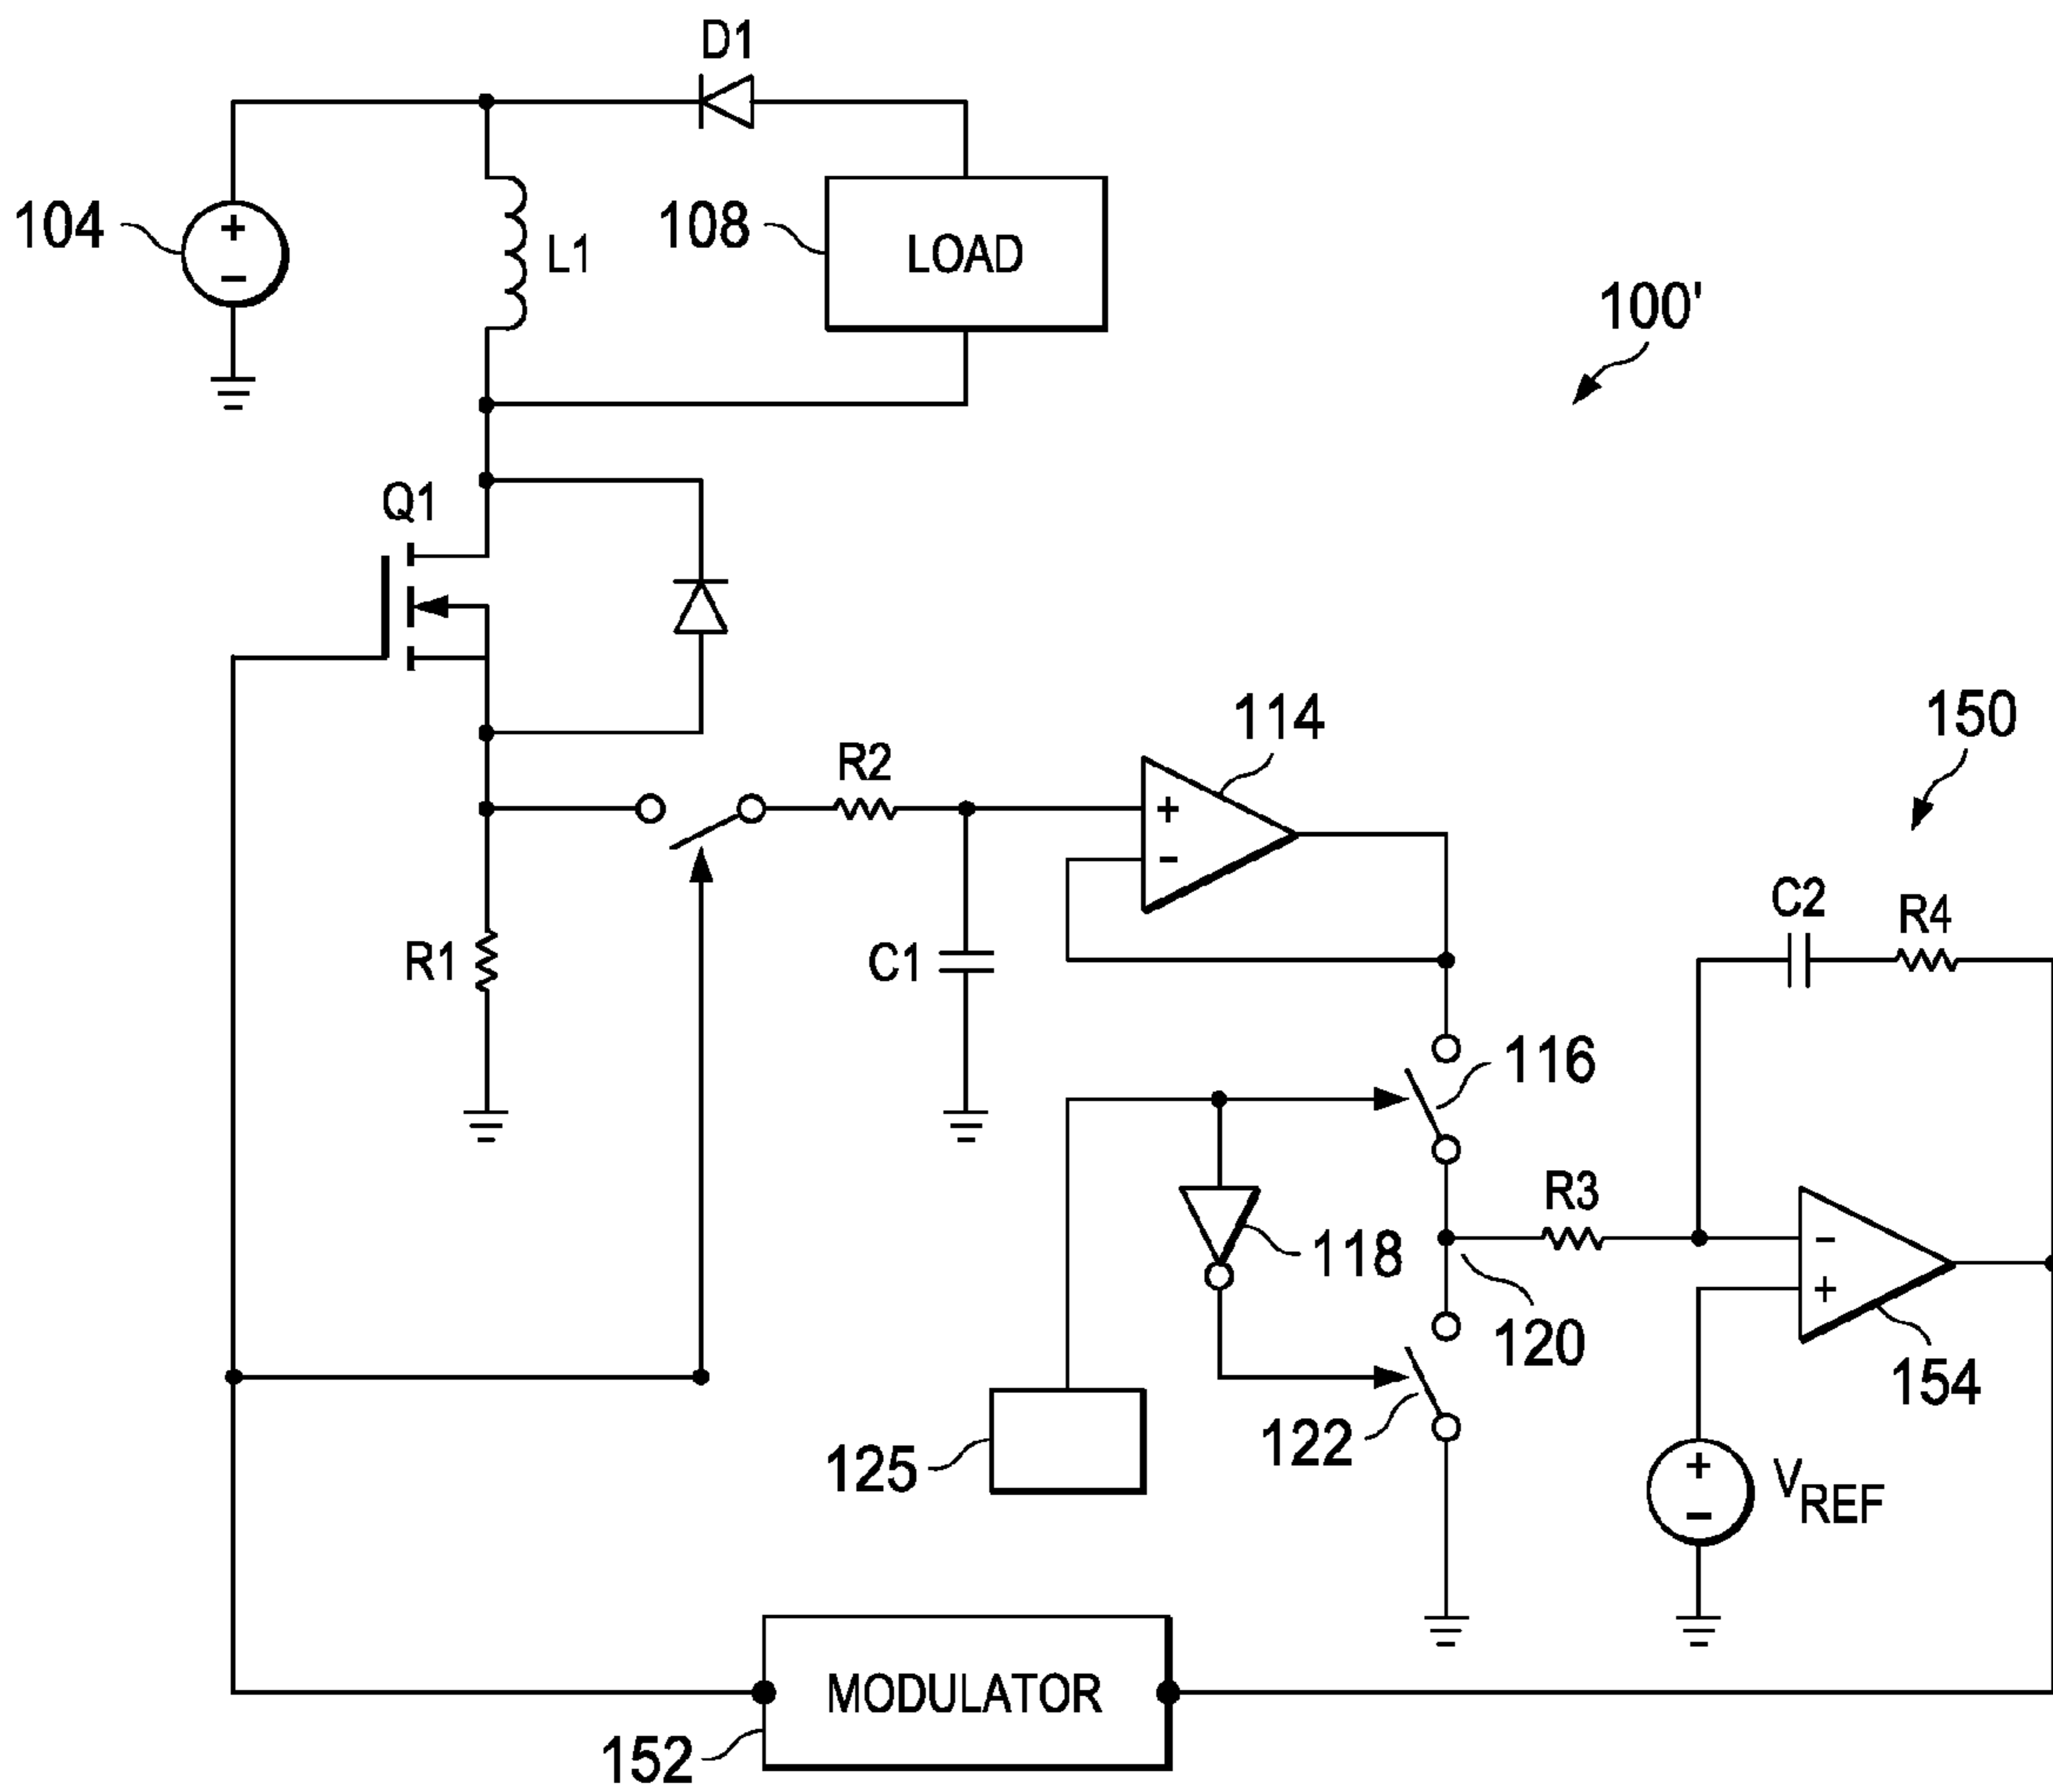 D1
104
+
−
L1
108
LOAD
100'
Q1
114
150
R2
+
-
C2
R4
R1
C1
116
R3
118
-
+
120
154
122
125
+
−
VREF
MODULATOR
152